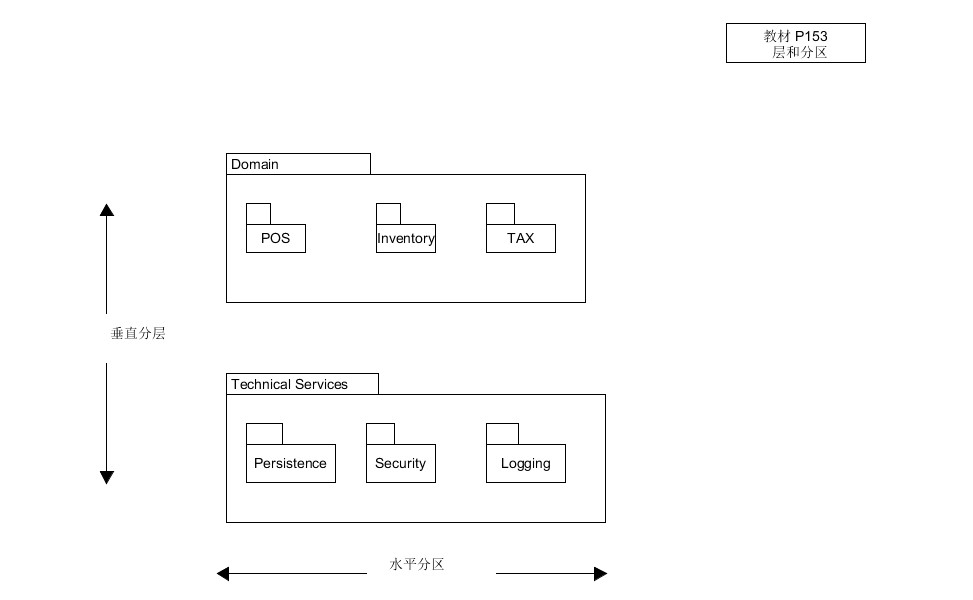 教材 P153
层和分区
Domain
POS
Inventory
TAX
垂直分层
Technical Services
Persistence
Security
Logging
水平分区